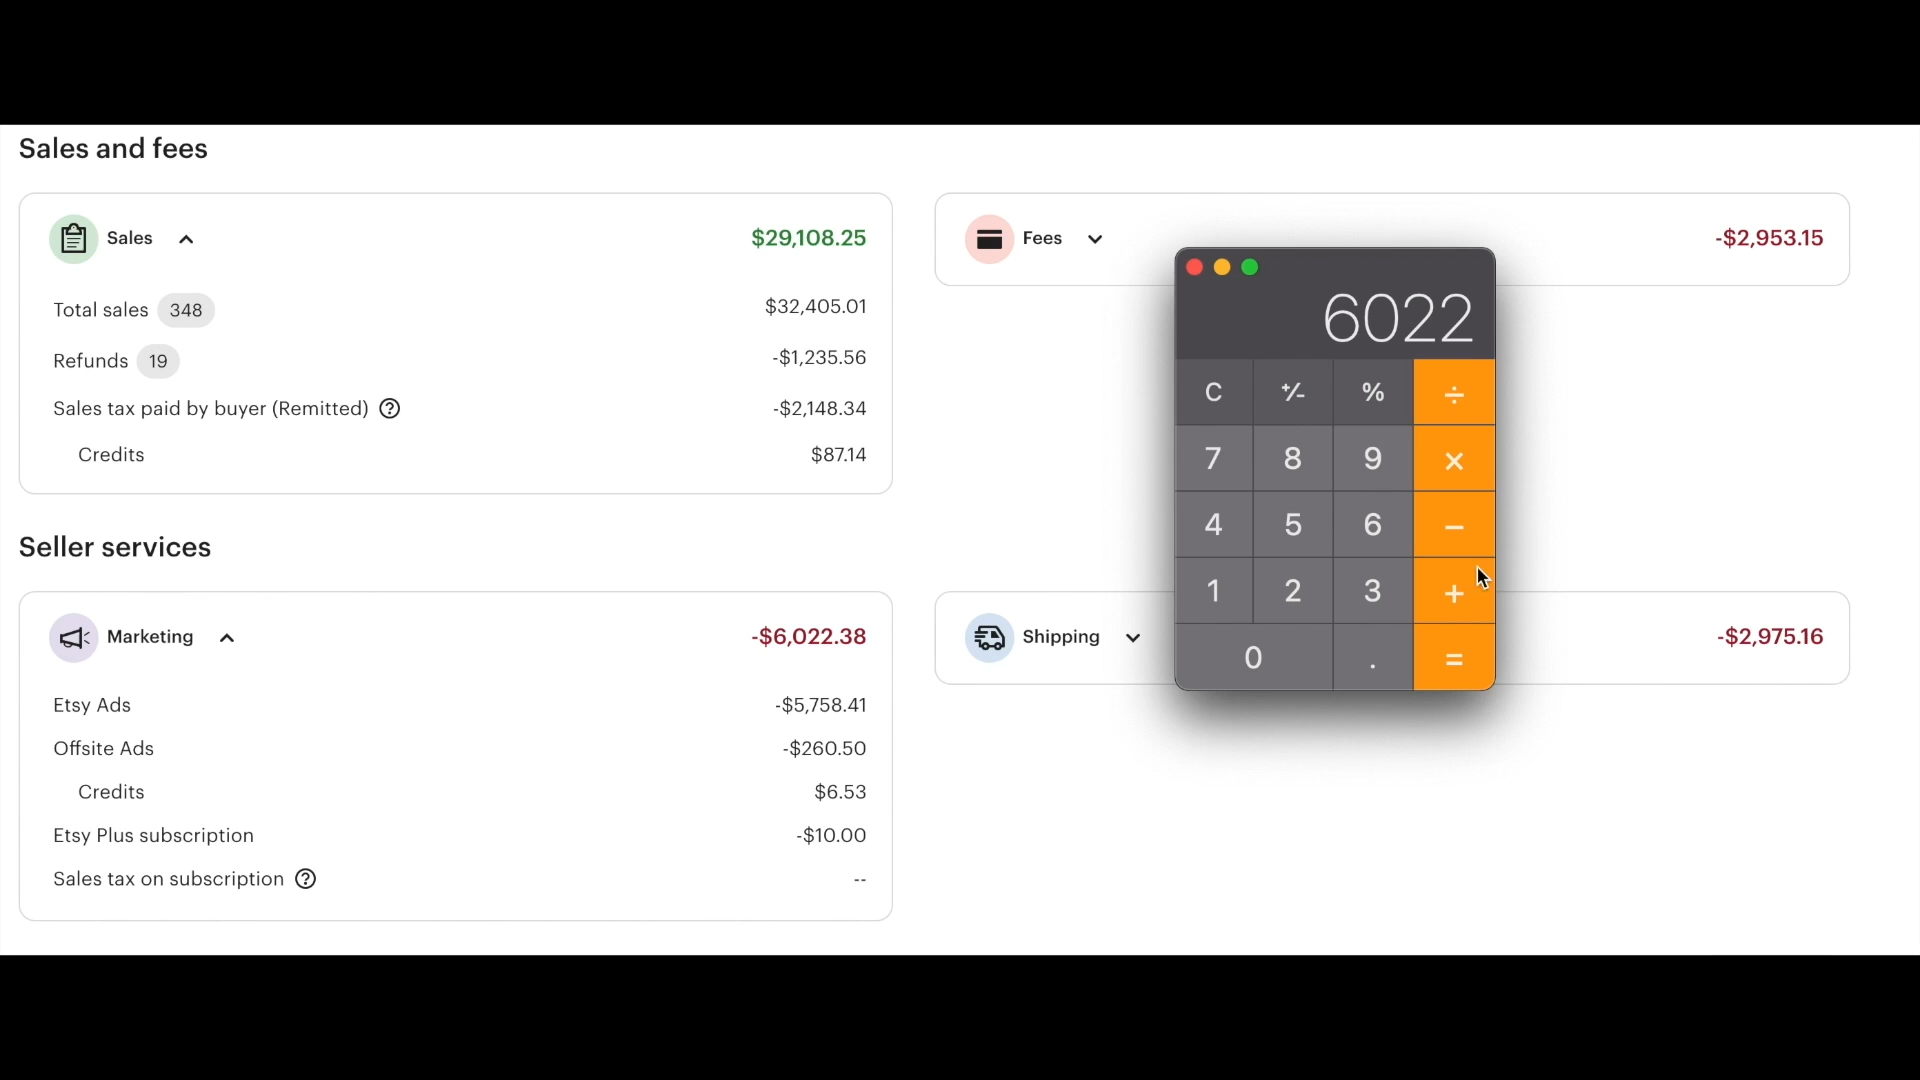 Sales and fees
Sales $29,108.25
Total sales 348 $32,405.01
Refunds 19 -$1,235.56
Sales tax paid by buyer (Remitted) ? -$2,148.34
Credits $87.14
Fees -$2,953.15
Seller services
Marketing -$6,022.38
Etsy Ads -$5,758.41
Offsite Ads -$260.50
Credits $6.53
Etsy Plus subscription -$10.00
Sales tax on subscription ? --
Shipping -$2,975.16
6022
C ⁺⁄₋ % ÷
7 8 9 ×
4 5 6 −
1 2 3 +
0 . =